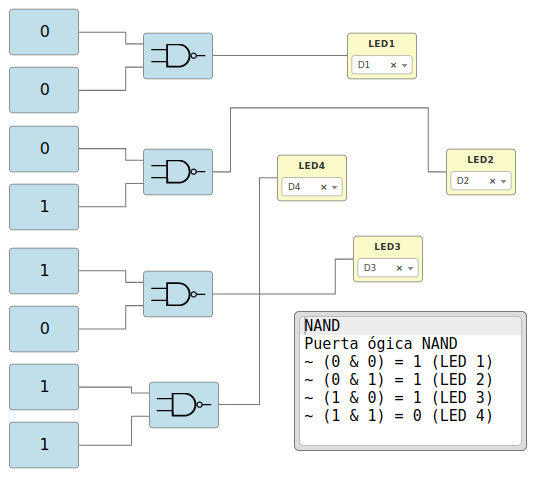 0
LED1
D1
0
0
LED4
D4
LED2
D2
1
1
LED3
D3
0
NAND
Puerta ógica NAND
~ (0 & 0) = 1 (LED 1)
~ (0 & 1) = 1 (LED 2)
~ (1 & 0) = 1 (LED 3)
~ (1 & 1) = 0 (LED 4)
1
1